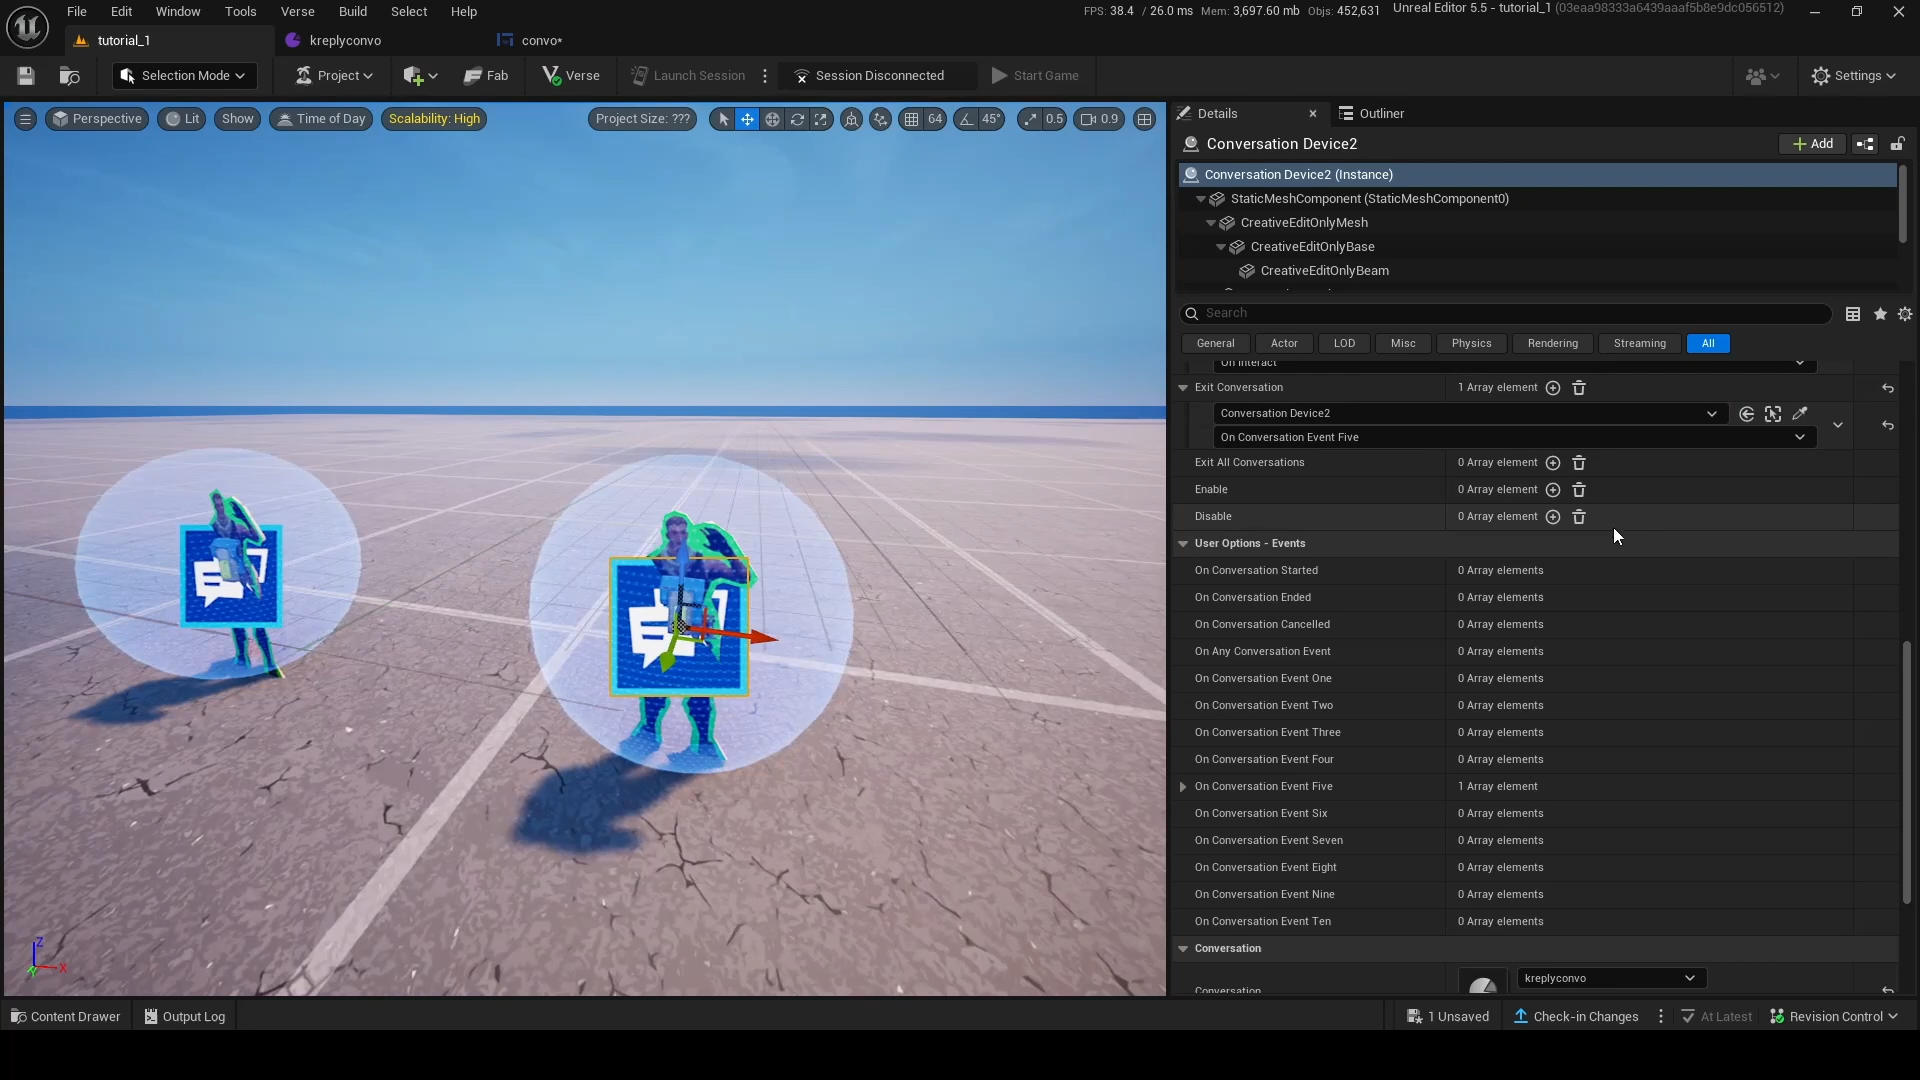 File Edit Window Tools Verse Build Select Help FPS: 38.4 / 26.0 ms Mem: 3,697.60 mb Objs: 452,631 Unreal Editor 5.5 - tutorial_1 (03eaa98333a6439aaaf5b8e9dc056512)
tutorial_1 kreplyconvo convo*
Selection Mode Project Fab Verse Launch Session Session Disconnected Start Game Settings
Perspective Lit Show Time of Day Scalability: High Project Size: ??? 64 45° 0.5 0.9
Details Outliner
Conversation Device2 Add
Conversation Device2 (Instance)
StaticMeshComponent (StaticMeshComponent0)
CreativeEditOnlyMesh
CreativeEditOnlyBase
CreativeEditOnlyBeam
Search
General Actor LOD Misc Physics Rendering Streaming All
On Interact
Exit Conversation 1 Array element
Conversation Device2
On Conversation Event Five
Exit All Conversations 0 Array element
Enable 0 Array element
Disable 0 Array element
User Options - Events
On Conversation Started 0 Array elements
On Conversation Ended 0 Array elements
On Conversation Cancelled 0 Array elements
On Any Conversation Event 0 Array elements
On Conversation Event One 0 Array elements
On Conversation Event Two 0 Array elements
On Conversation Event Three 0 Array elements
On Conversation Event Four 0 Array elements
On Conversation Event Five 1 Array element
On Conversation Event Six 0 Array elements
On Conversation Event Seven 0 Array elements
On Conversation Event Eight 0 Array elements
On Conversation Event Nine 0 Array elements
On Conversation Event Ten 0 Array elements
Conversation
kreplyconvo
Conversation
Z
Y X
Content Drawer Output Log 1 Unsaved Check-in Changes At Latest Revision Control